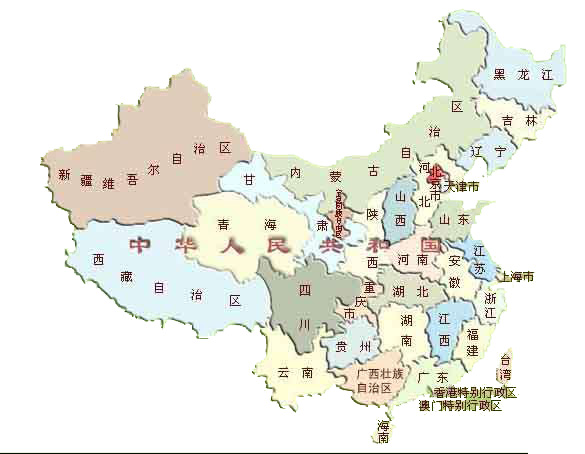 黑龙江
吉林
辽宁
内蒙古自治区
新疆维吾尔自治区
甘肃
北京市
天津市
河北
山西
山东
青海
陕西
中华人民共和国
河南
江苏
安徽
上海市
西藏自治区
四川
重庆市
湖北
浙江
湖南
江西
福建
贵州
云南
广西壮族
自治区
广东
台湾
香港特别行政区
澳门特别行政区
海南